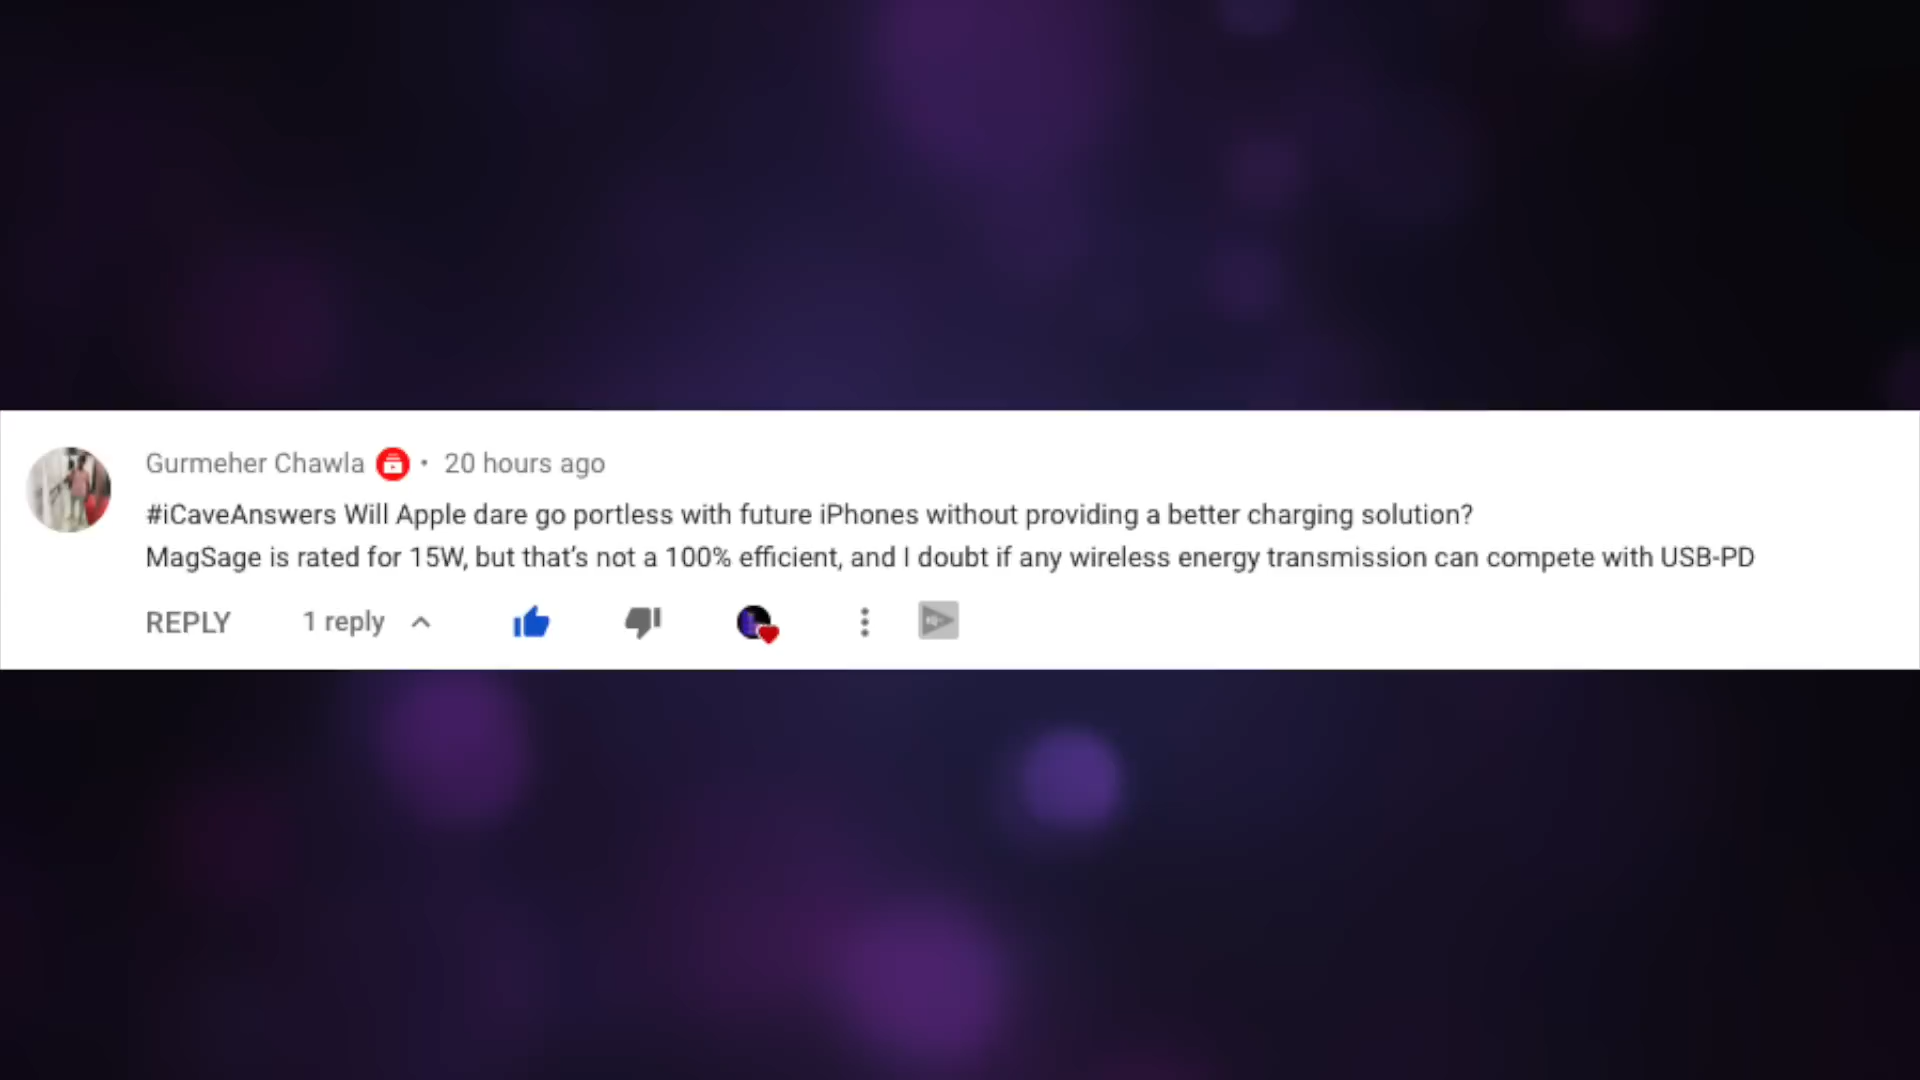 Gurmeher Chawla • 20 hours ago
#iCaveAnswers Will Apple dare go portless with future iPhones without providing a better charging solution?
MagSage is rated for 15W, but that's not a 100% efficient, and I doubt if any wireless energy transmission can compete with USB-PD
REPLY 1 reply